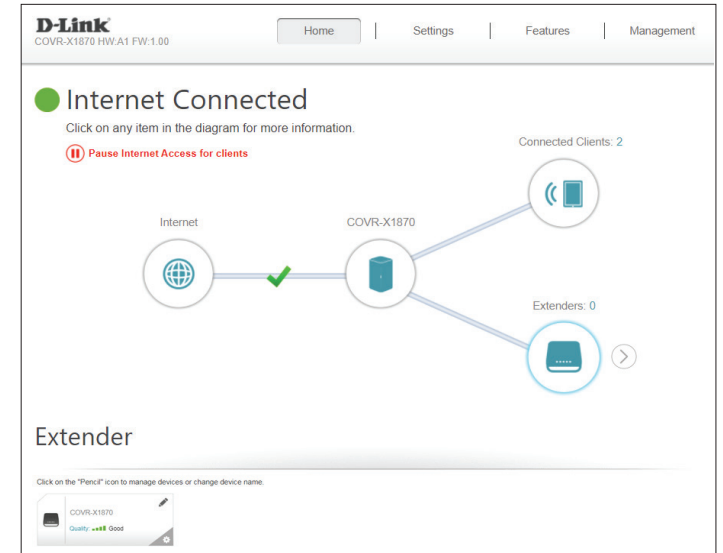 D-Link
COVR-X1870 HW:A1 FW:1.00
Home
Settings
Features
Management
Internet Connected
Click on any item in the diagram for more information.
Pause Internet Access for clients
Connected Clients: 2
Internet
COVR-X1870
Extenders: 0
Extender
Click on the "Pencil" icon to manage devices or change device name.
COVR-X1870
Quality: Good